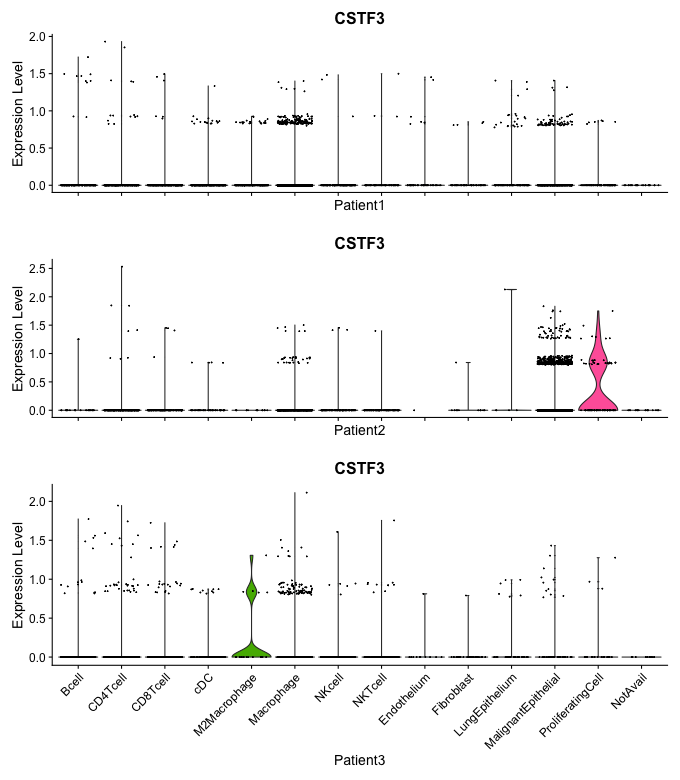 CSTF3
Expression Level
2.0
1.5
1.0
0.5
0.0
Patient1
CSTF3
Expression Level
2.5
2.0
1.5
1.0
0.5
0.0
Patient2
CSTF3
Expression Level
2.0
1.5
1.0
0.5
0.0
Bcell
CD4Tcell
CD8Tcell
cDC
M2Macrophage
Macrophage
NKcell
NKTcell
Endothelium
Fibroblast
LungEpithelium
MalignantEpithelial
ProliferatingCell
NotAvail
Patient3